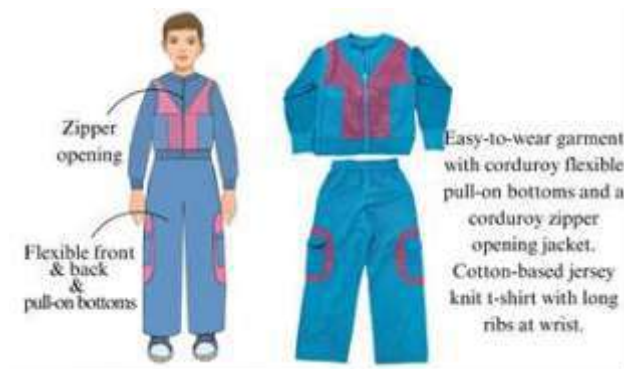 Zipper
opening
Flexible front
& back
&
pull-on bottoms
Easy-to-wear garment
with corduroy flexible
pull-on bottoms and a
corduroy zipper
opening jacket.
Cotton-based jersey
knit t-shirt with long
ribs at wrist.